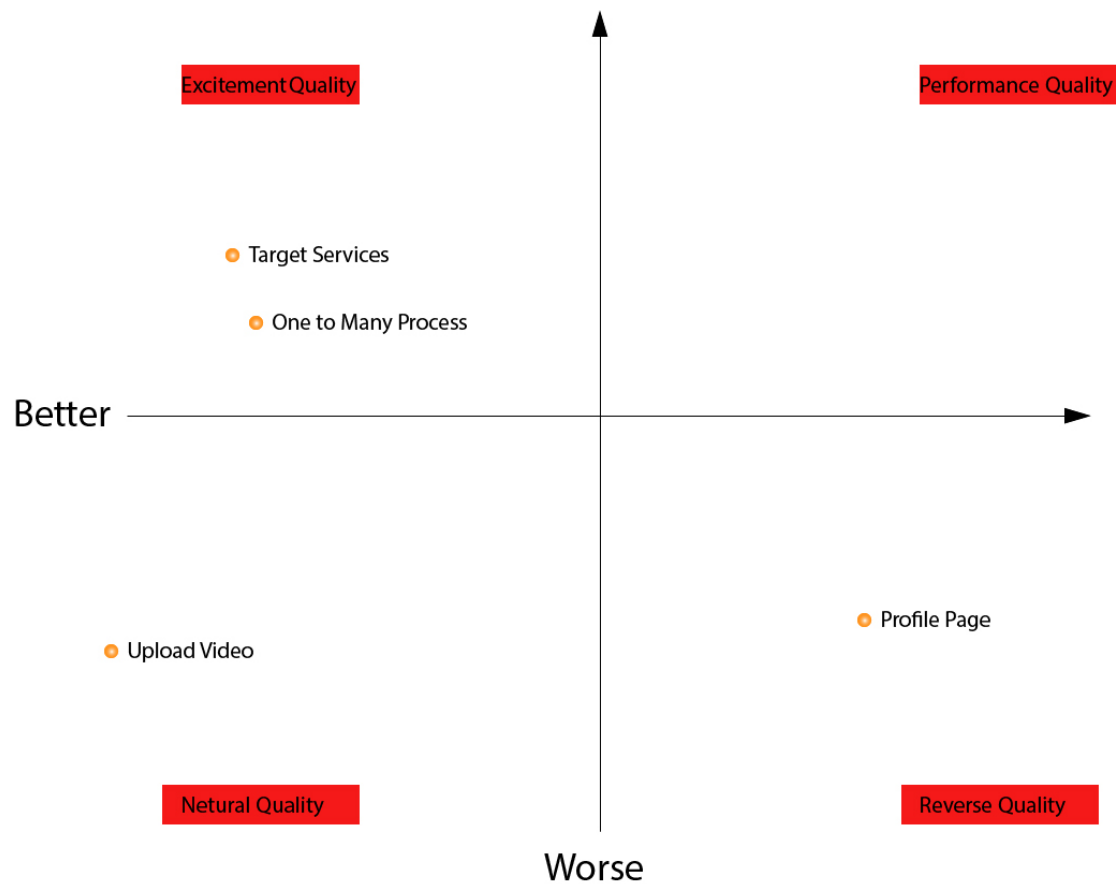 Excitement Quality
Performance Quality
Target Services
One to Many Process
Better
Profile Page
Upload Video
Netural Quality
Reverse Quality
Worse